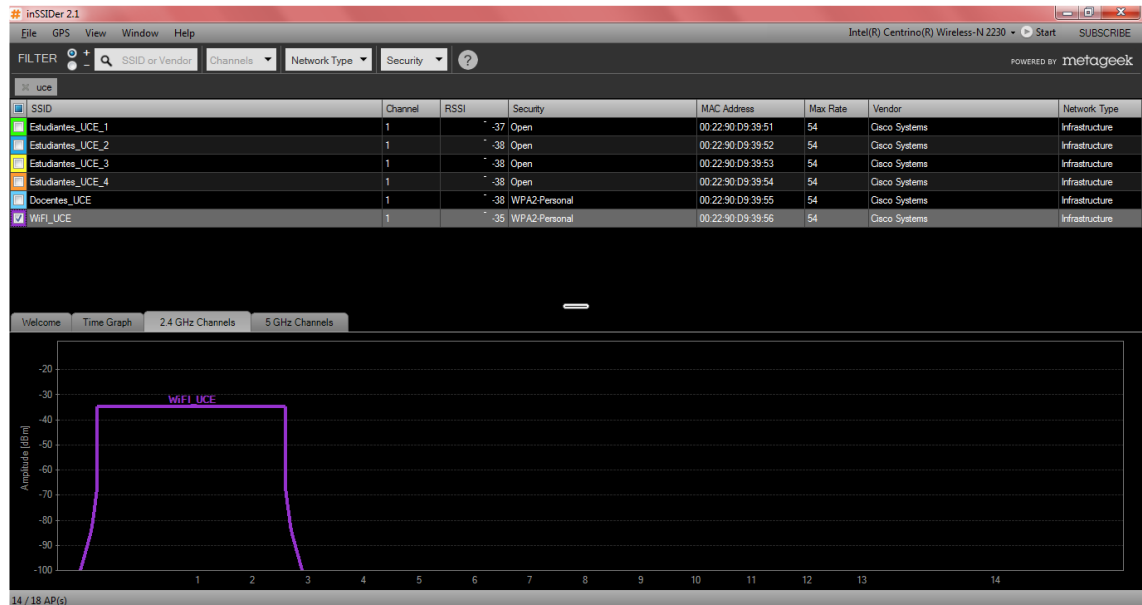 inSSIDer 2.1
File GPS View Window Help Intel(R) Centrino(R) Wireless-N 2230 Start SUBSCRIBE
FILTER + - SSID or Vendor Channels Network Type Security ? POWERED BY metageek
uce
SSID Channel RSSI Security MAC Address Max Rate Vendor Network Type
Estudiantes_UCE_1 1 -37 Open 00:22:90:D9:39:51 54 Cisco Systems Infrastructure
Estudiantes_UCE_2 1 -38 Open 00:22:90:D9:39:52 54 Cisco Systems Infrastructure
Estudiantes_UCE_3 1 -38 Open 00:22:90:D9:39:53 54 Cisco Systems Infrastructure
Estudiantes_UCE_4 1 -38 Open 00:22:90:D9:39:54 54 Cisco Systems Infrastructure
Docentes_UCE 1 -38 WPA2-Personal 00:22:90:D9:39:55 54 Cisco Systems Infrastructure
WiFI_UCE 1 -35 WPA2-Personal 00:22:90:D9:39:56 54 Cisco Systems Infrastructure
Welcome Time Graph 2.4 GHz Channels 5 GHz Channels
Amplitude [dBm]
-20
-30
WiFI_UCE
-40
-50
-60
-70
-80
-90
-100
1 2 3 4 5 6 7 8 9 10 11 12 13 14
14 / 18 AP(s)